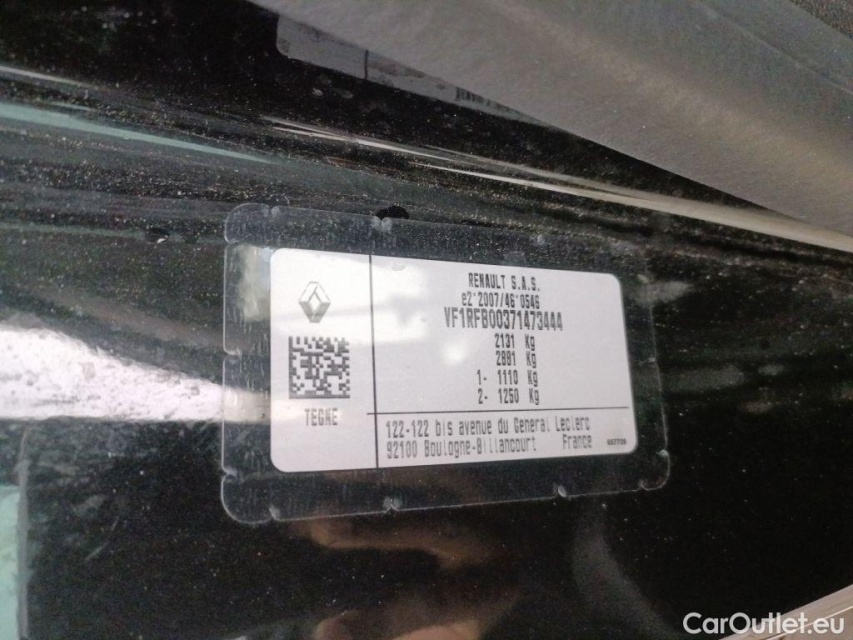 RENAULT S.A.S.
e2*2007/46*0546
VF1RFB00371473444
2131 Kg
2881 Kg
1- 1110 Kg
2- 1250 Kg
TEGNE
122-122 bis avenue du General Leclerc
92100 Boulogne-Billancourt France
CarOutlet.eu